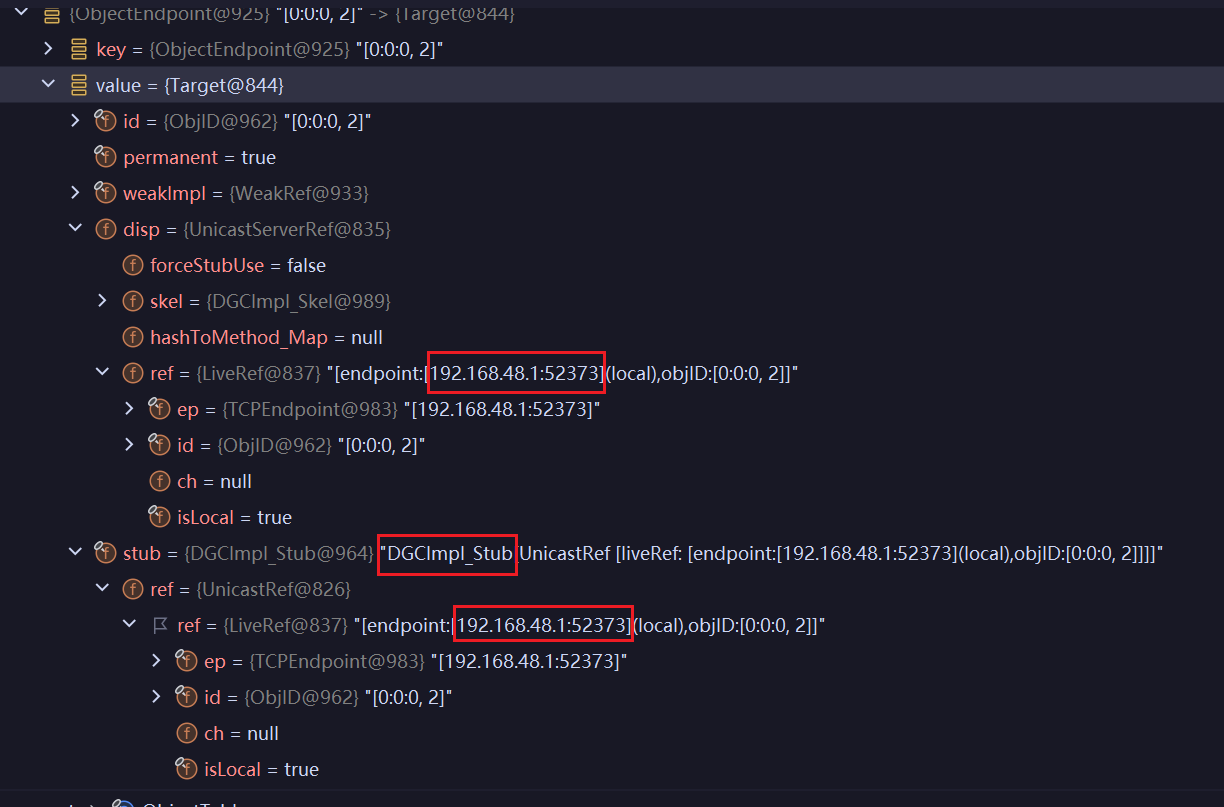 {ObjectEndpoint@925} "[0:0:0, 2]" -> {Target@844}
key = {ObjectEndpoint@925} "[0:0:0, 2]"
value = {Target@844}
id = {ObjID@962} "[0:0:0, 2]"
permanent = true
weakImpl = {WeakRef@933}
disp = {UnicastServerRef@835}
forceStubUse = false
skel = {DGCImpl_Skel@989}
hashToMethod_Map = null
ref = {LiveRef@837} "[endpoint:[192.168.48.1:52373](local),objID:[0:0:0, 2]]"
ep = {TCPEndpoint@983} "[192.168.48.1:52373]"
id = {ObjID@962} "[0:0:0, 2]"
ch = null
isLocal = true
stub = {DGCImpl_Stub@964} "DGCImpl_Stub[UnicastRef [liveRef: [endpoint:[192.168.48.1:52373](local),objID:[0:0:0, 2]]]]"
ref = {UnicastRef@826}
ref = {LiveRef@837} "[endpoint:[192.168.48.1:52373](local),objID:[0:0:0, 2]]"
ep = {TCPEndpoint@983} "[192.168.48.1:52373]"
id = {ObjID@962} "[0:0:0, 2]"
ch = null
isLocal = true